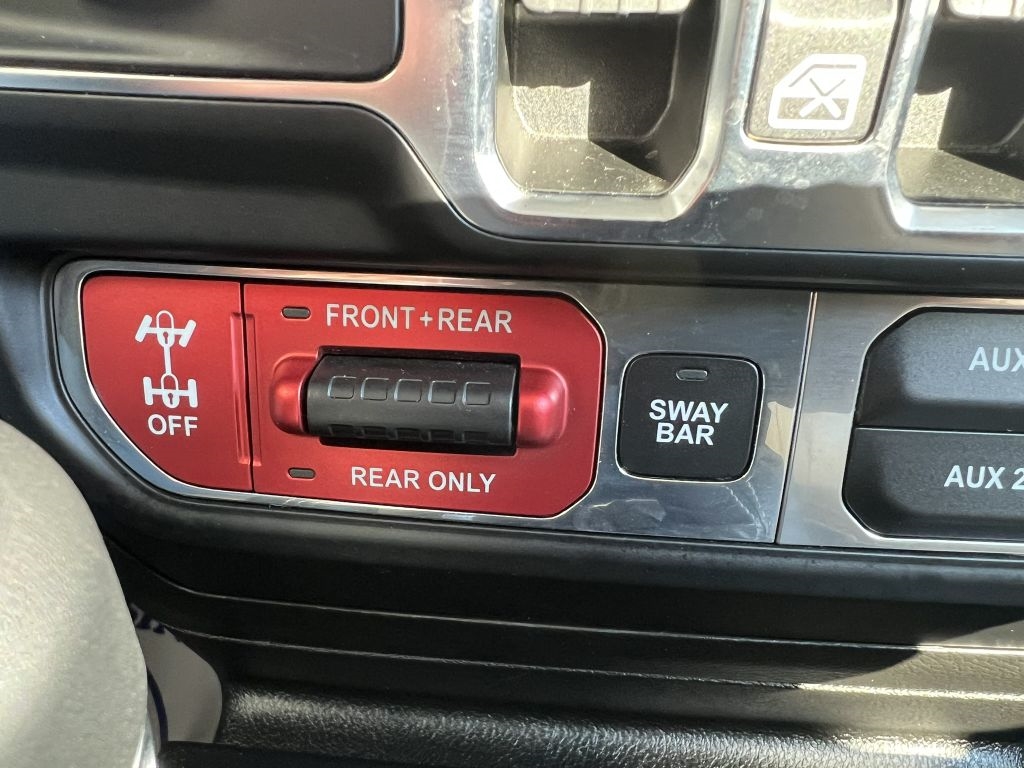 FRONT+REAR
OFF
REAR ONLY
SWAY
BAR
AUX
AUX 2